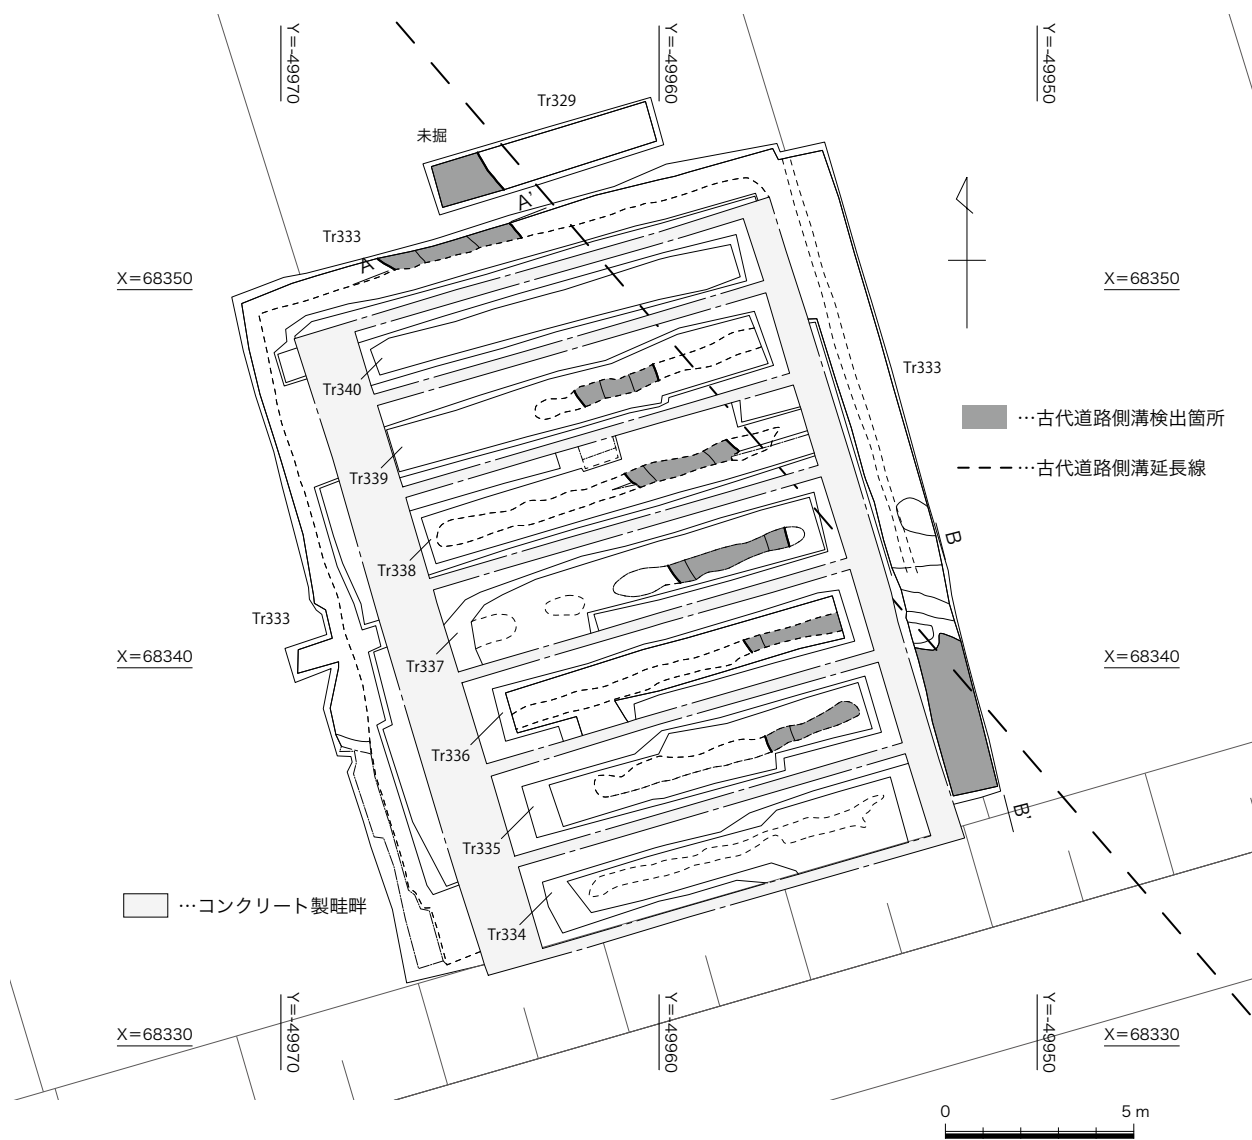 Y=-49970
Y=-49960
Y=-49950
Tr329
未掘
A'
Tr333
A
X=68350
X=68350
Tr333
Tr340
…古代道路側溝検出箇所
…古代道路側溝延長線
Tr339
Tr338
B
Tr333
Tr337
X=68340
X=68340
Tr336
B'
Tr335
…コンクリート製畦畔
Tr334
Y=-49970
Y=-49960
Y=-49950
X=68330
X=68330
0 5 m